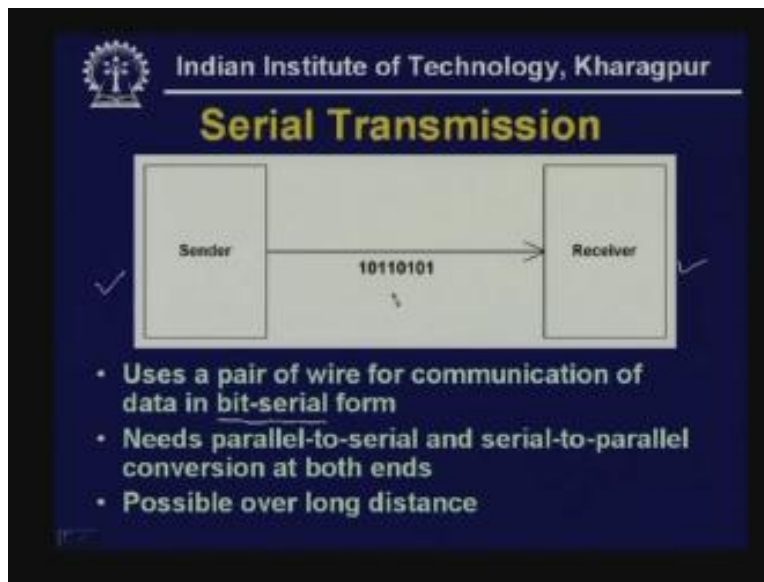 Indian Institute of Technology, Kharagpur
Serial Transmission
Sender
Receiver
10110101
• Uses a pair of wire for communication of
data in bit-serial form
• Needs parallel-to-serial and serial-to-parallel
conversion at both ends
• Possible over long distance